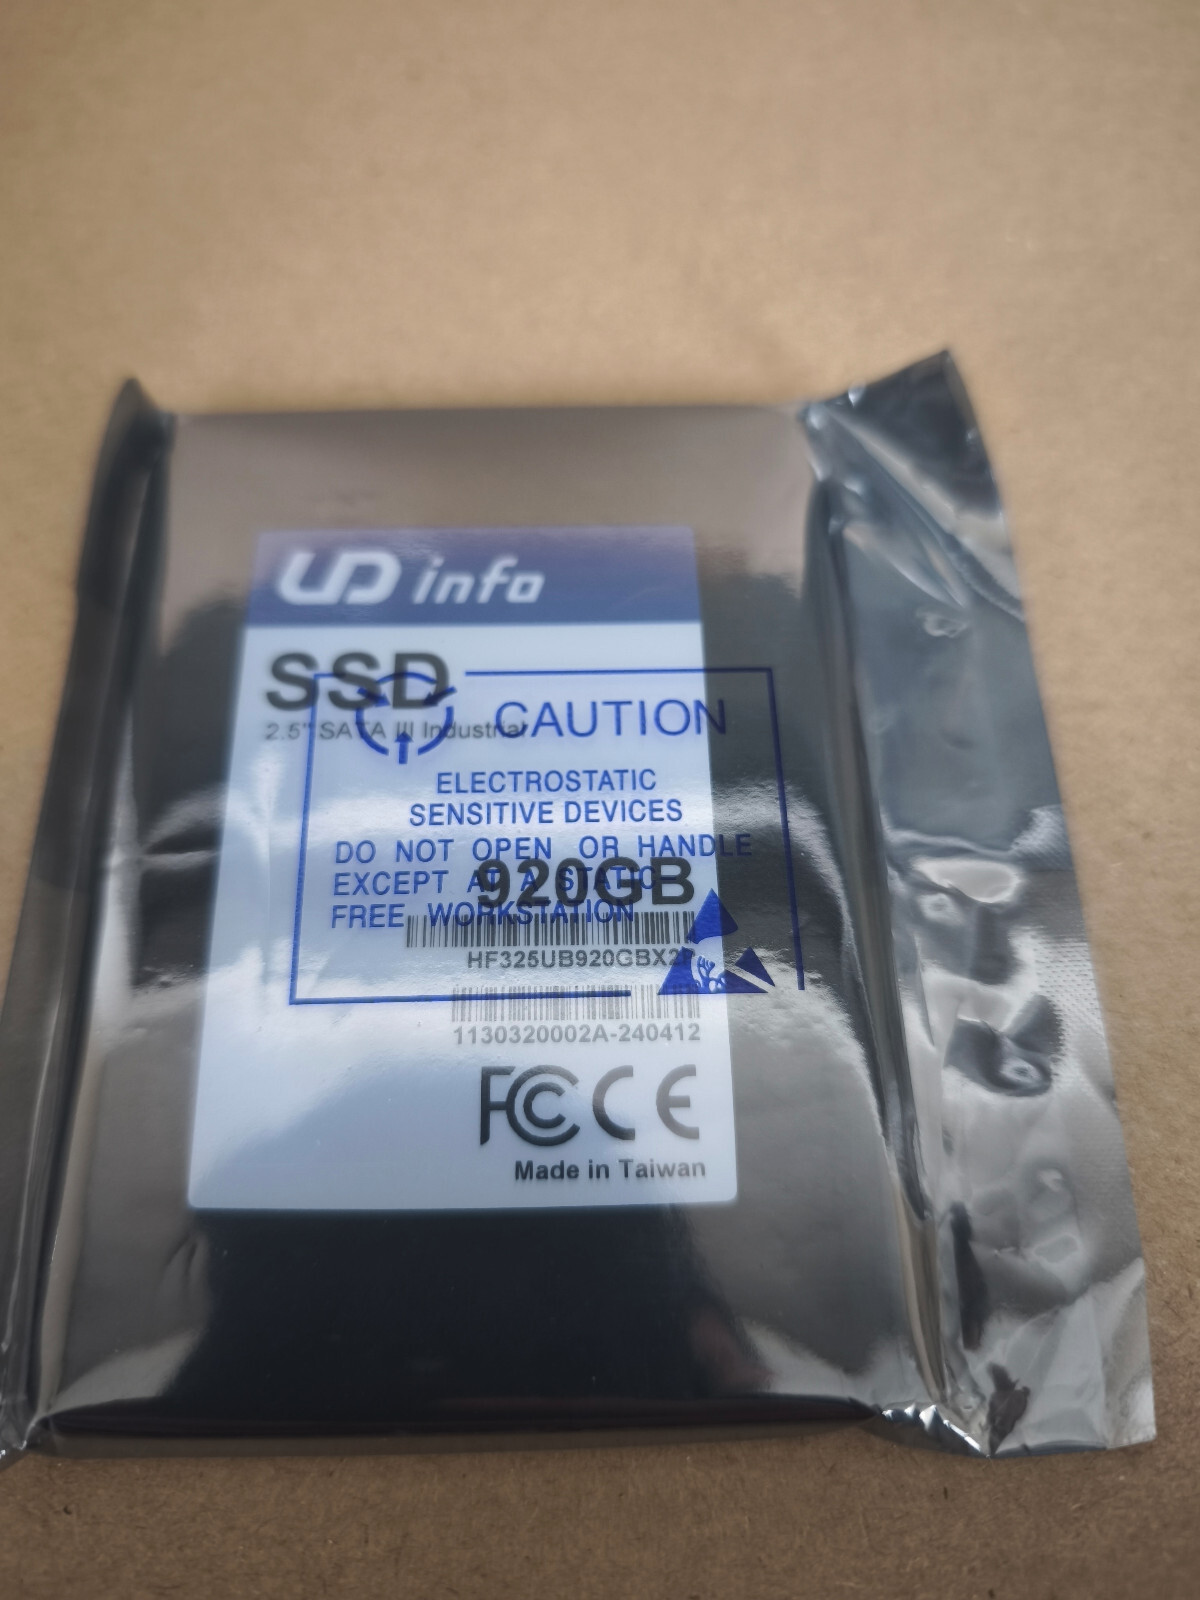 UD info
SSD
2.5" SATA III Industrial
CAUTION
ELECTROSTATIC
SENSITIVE DEVICES
DO NOT OPEN OR HANDLE
EXCEPT AT A STATIC-
FREE WORKSTATION
920GB
1130320002A-240412
FC CE
Made in Taiwan